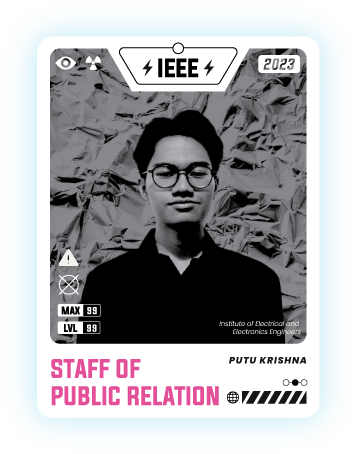 IEEE
2023
MAX 99
LVL 99
Institute of Electrical and
Electronics Engineers
STAFF OF
PUBLIC RELATION
PUTU KRISHNA